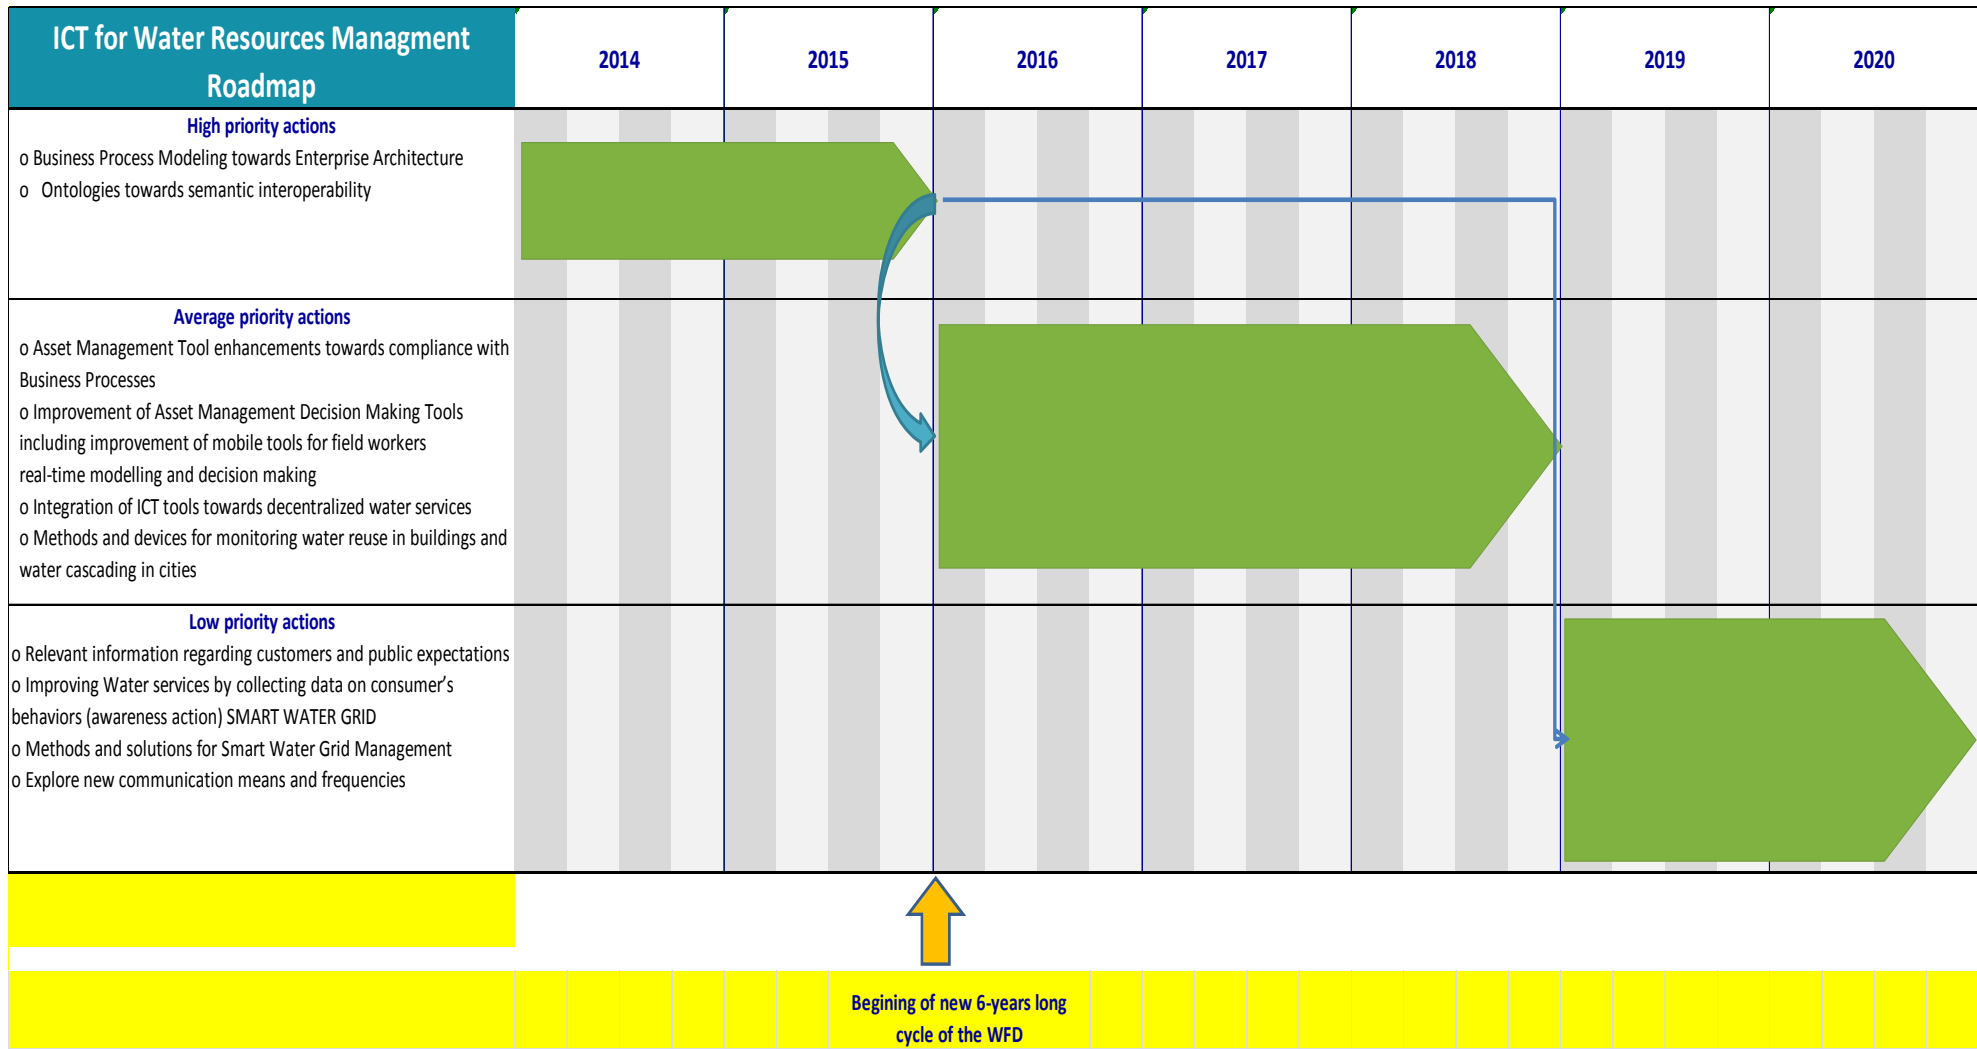 ICT for Water Resources Managment
Roadmap
2014
2015
2016
2017
2018
2019
2020
High priority actions
o Business Process Modeling towards Enterprise Architecture
o Ontologies towards semantic interoperability
Average priority actions
o Asset Management Tool enhancements towards compliance with
Business Processes
o Improvement of Asset Management Decision Making Tools
including improvement of mobile tools for field workers
real-time modelling and decision making
o Integration of ICT tools towards decentralized water services
o Methods and devices for monitoring water reuse in buildings and
water cascading in cities
Low priority actions
o Relevant information regarding customers and public expectations
o Improving Water services by collecting data on consumer’s
behaviors (awareness action) SMART WATER GRID
o Methods and solutions for Smart Water Grid Management
o Explore new communication means and frequencies
Begining of new 6-years long
cycle of the WFD